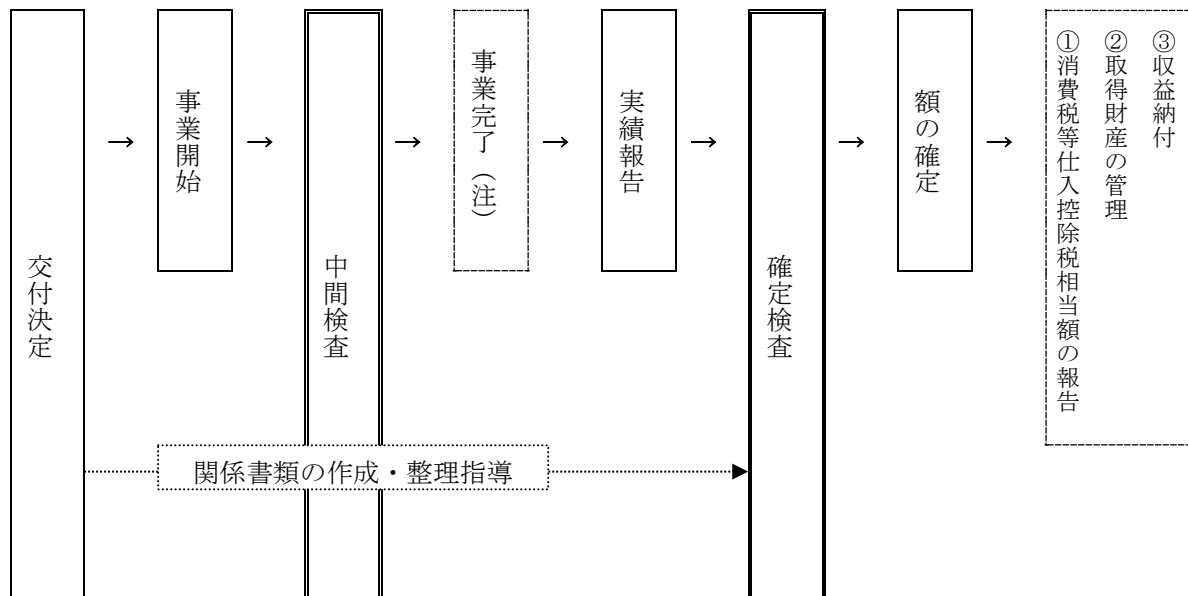 交付決定
→
事業開始
→
中間検査
→
事業完了（注）
→
実績報告
→
確定検査
→
額の確定
→
①消費税等仕入控除税相当額の報告
②取得財産の管理
③収益納付
関係書類の作成・整理指導